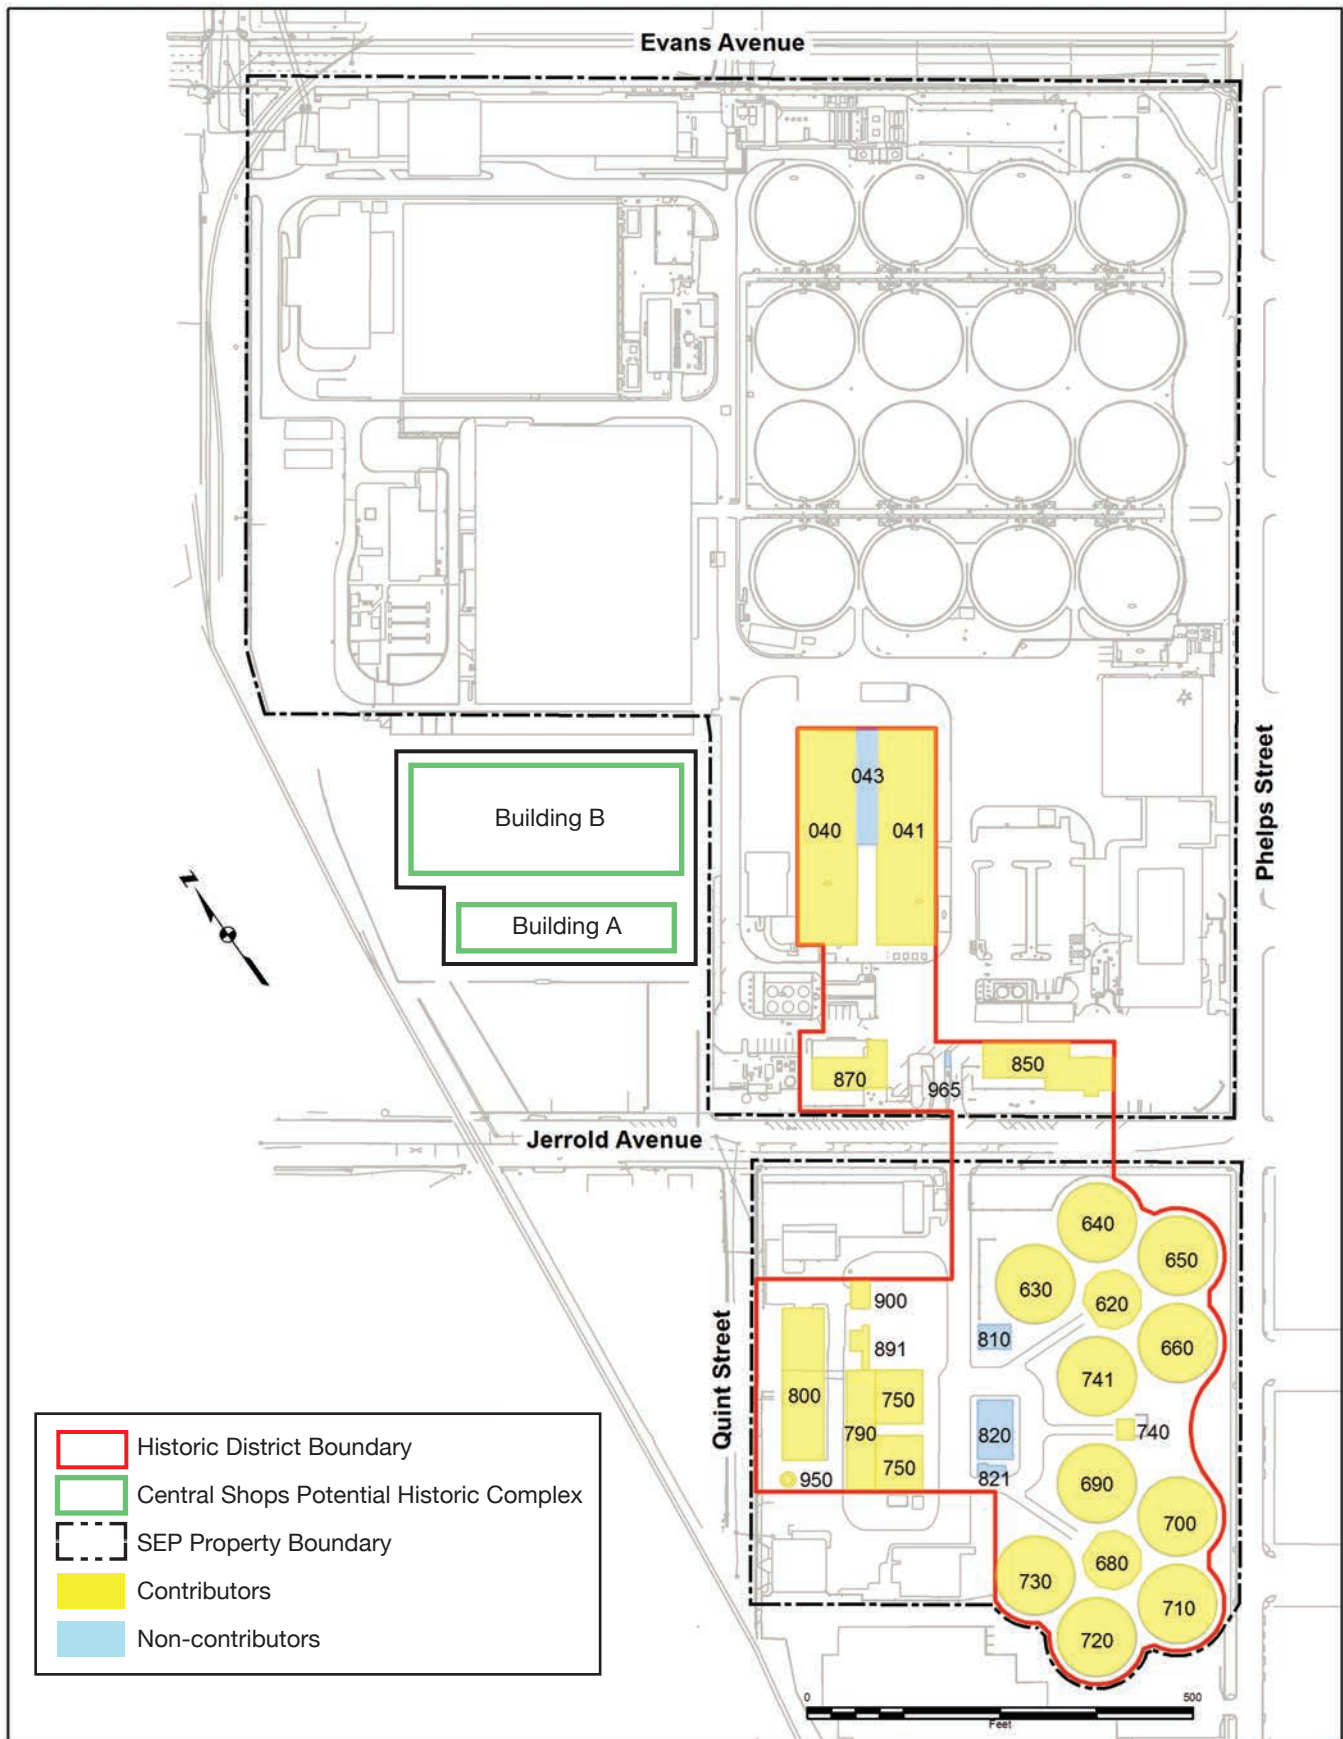 Evans Avenue
Phelps Street
043
040
041
Building B
Building A
N
870
965
850
Jerrold Avenue
640
650
630
620
900
810
660
891
741
Quint Street
800
750
740
790
820
750
821
950
690
700
680
730
710
720
Historic District Boundary
Central Shops Potential Historic Complex
SEP Property Boundary
Contributors
Non-contributors
0
500
Feet